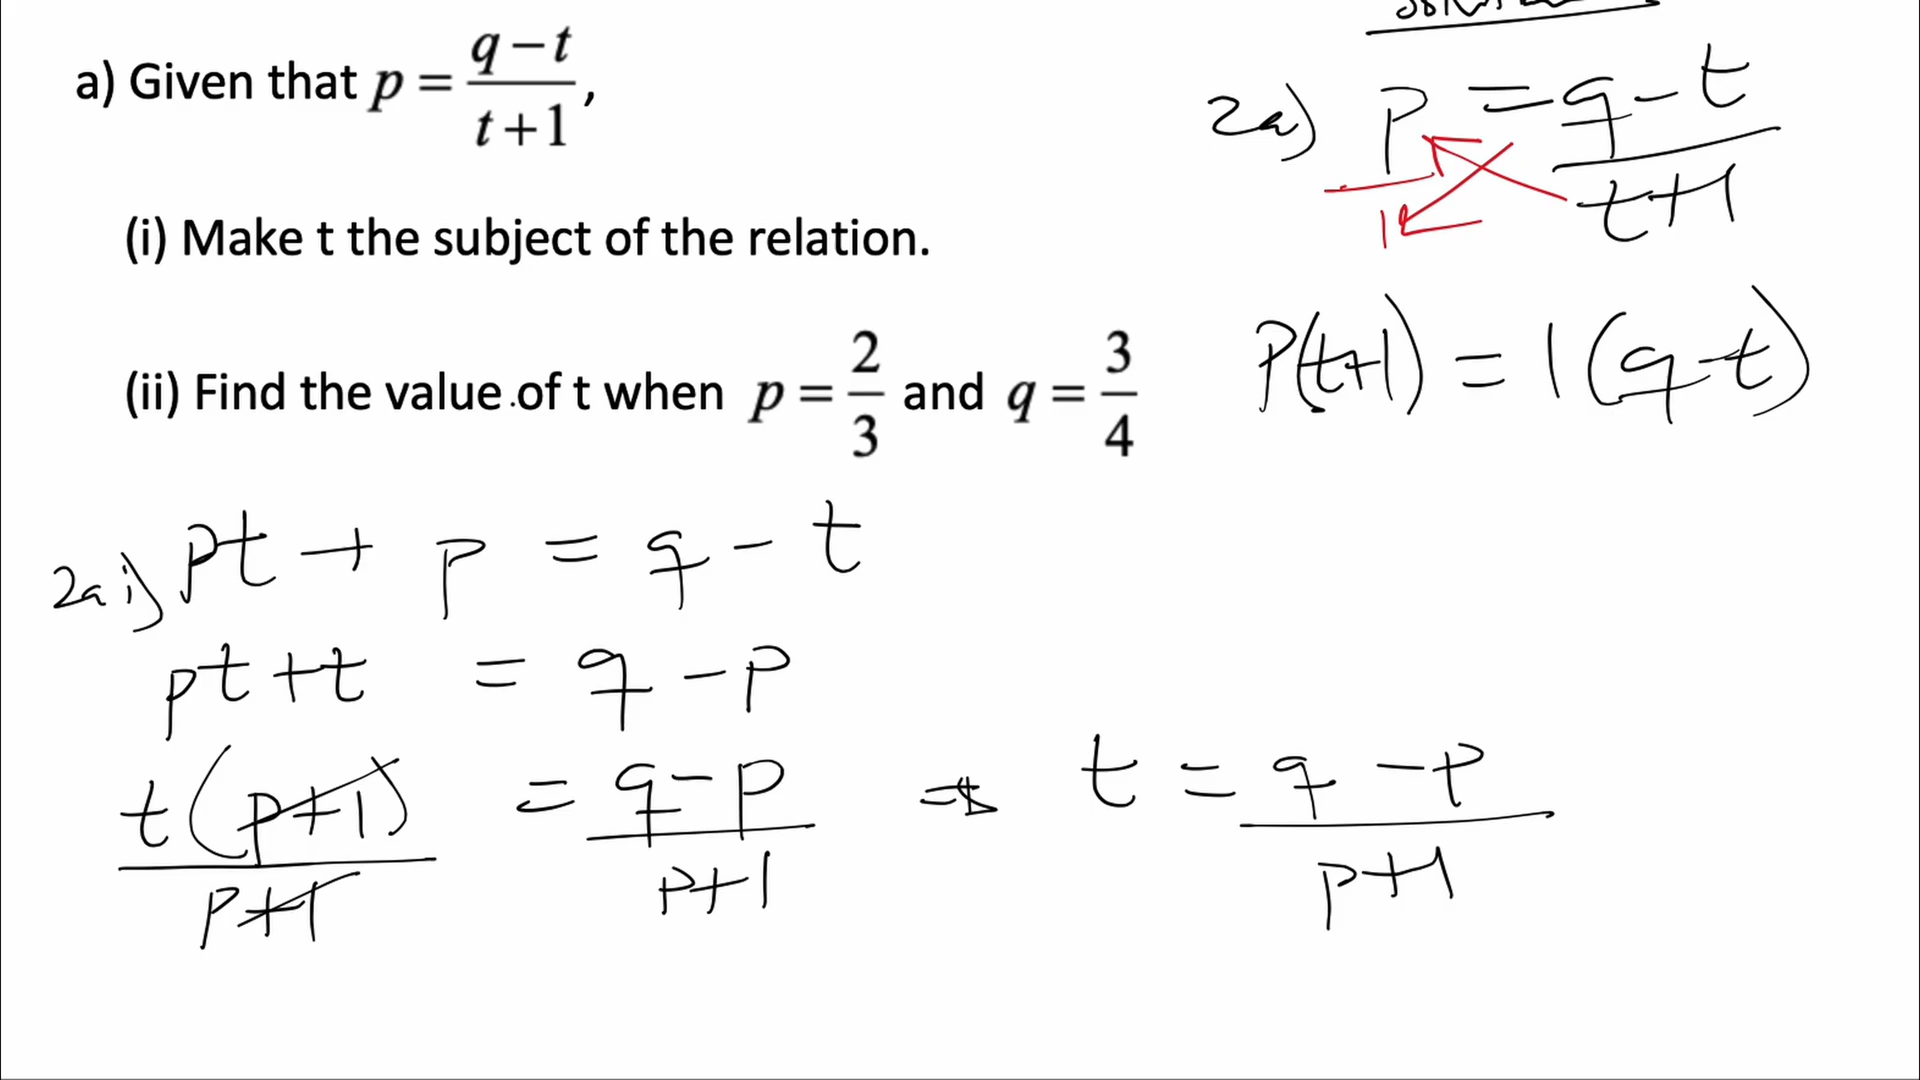 a) Given that p = (q − t)/(t + 1),
(i) Make t the subject of the relation.
(ii) Find the value of t when p = 2/3 and q = 3/4
2a) p/1 = (q − t)/(t+1)
P(t+1) = 1(q − t)
2a i) pt + p = q − t
pt + t = q − p
t(p+1)/(p+1) = (q − p)/(p+1) ⇒ t = (q − p)/(p+1)